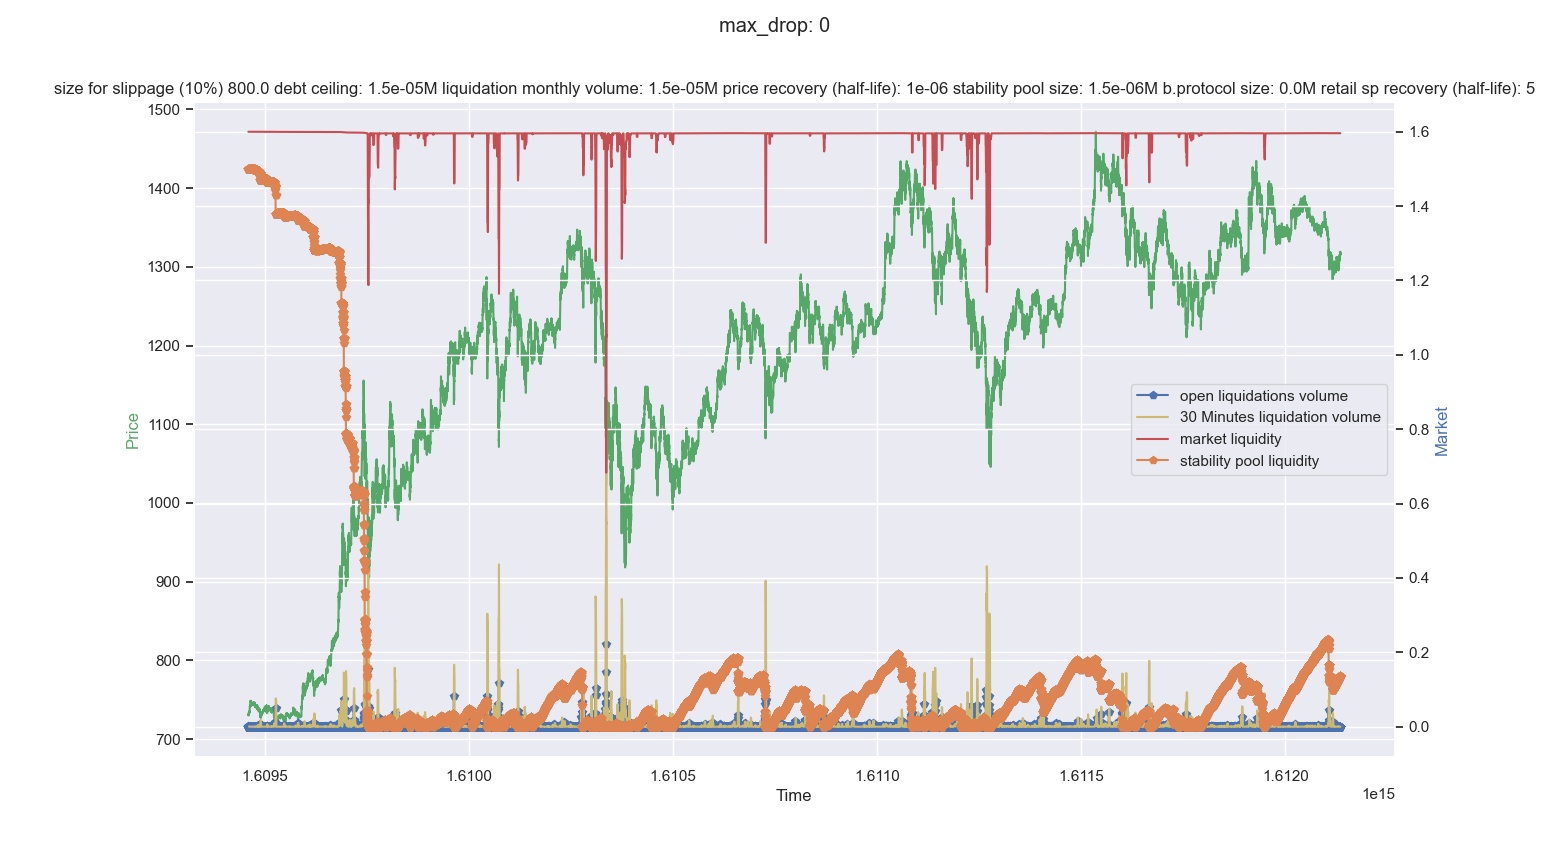 max_drop: 0
size for slippage (10%) 800.0 debt ceiling: 1.5e-05M liquidation monthly volume: 1.5e-05M price recovery (half-life): 1e-06 stability pool size: 1.5e-06M b.protocol size: 0.0M retail sp recovery (half-life): 5
1500
1400
1300
1200
1100
1000
900
800
700
Price
1.6
1.4
1.2
1.0
0.8
0.6
0.4
0.2
0.0
Market
open liquidations volume
30 Minutes liquidation volume
market liquidity
stability pool liquidity
1.6095
1.6100
1.6105
1.6110
1.6115
1.6120
Time
1e15